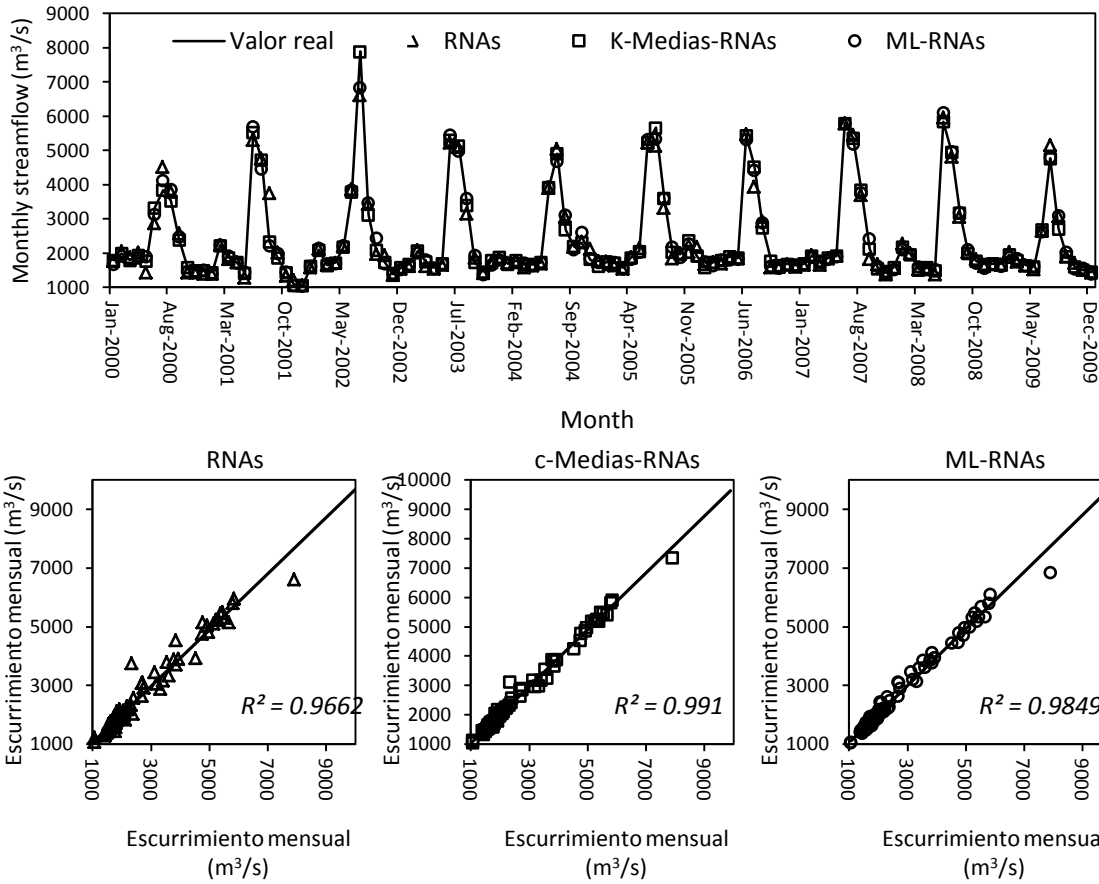 9000
8000
7000
6000
5000
4000
3000
2000
1000
Monthly streamflow (m³/s)
Valor real
RNAs
K-Medias-RNAs
ML-RNAs
Jan-2000
Aug-2000
Mar-2001
Oct-2001
May-2002
Dec-2002
Jul-2003
Feb-2004
Sep-2004
Apr-2005
Nov-2005
Jun-2006
Jan-2007
Aug-2007
Mar-2008
Oct-2008
May-2009
Dec-2009
Month
RNAs
Escurrimiento mensual (m³/s)
9000
7000
5000
3000
1000
R² = 0.9662
1000
3000
5000
7000
9000
Escurrimiento mensual
(m³/s)
c-Medias-RNAs
Escurrimiento mensual (m³/s)
10000
9000
8000
7000
6000
5000
4000
3000
2000
1000
R² = 0.991
1000
3000
5000
7000
9000
Escurrimiento mensual
(m³/s)
ML-RNAs
Escurrimiento mensual (m³/s)
9000
7000
5000
3000
1000
R² = 0.9849
1000
3000
5000
7000
9000
Escurrimiento mensual
(m³/s)